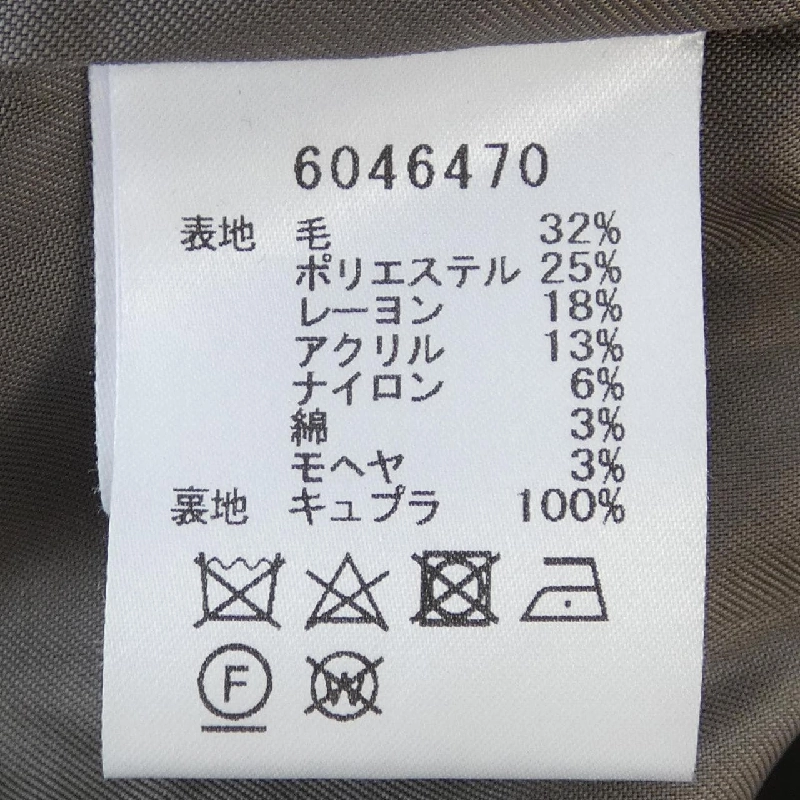 6046470
表地 毛 32%
ポリエステル 25%
レーヨン 18%
アクリル 13%
ナイロン 6%
綿 3%
モヘヤ 3%
裏地 キュプラ 100%
F W